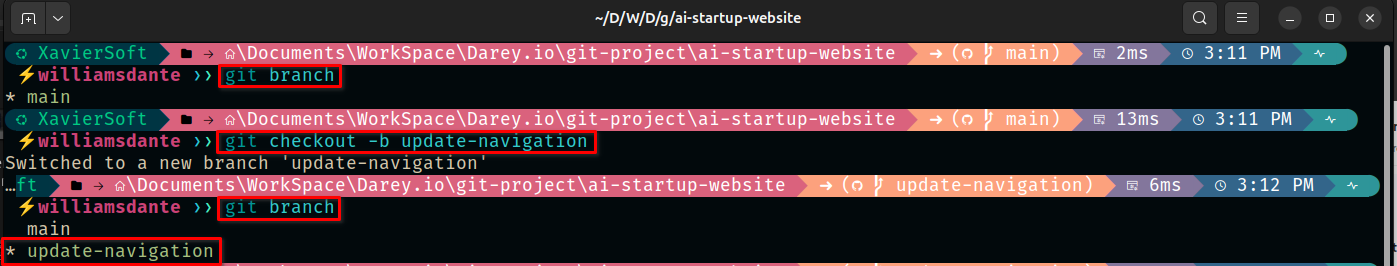 ~/D/W/D/g/ai-startup-website
XavierSoft → \Documents\WorkSpace\Darey.io\git-project\ai-startup-website → ( main) 2ms 3:11 PM
⚡williamsdante ❯❯ git branch
* main
XavierSoft → \Documents\WorkSpace\Darey.io\git-project\ai-startup-website → ( main) 13ms 3:11 PM
⚡williamsdante ❯❯ git checkout -b update-navigation
Switched to a new branch 'update-navigation'
…ft → \Documents\WorkSpace\Darey.io\git-project\ai-startup-website → ( update-navigation) 6ms 3:12 PM
⚡williamsdante ❯❯ git branch
main
* update-navigation